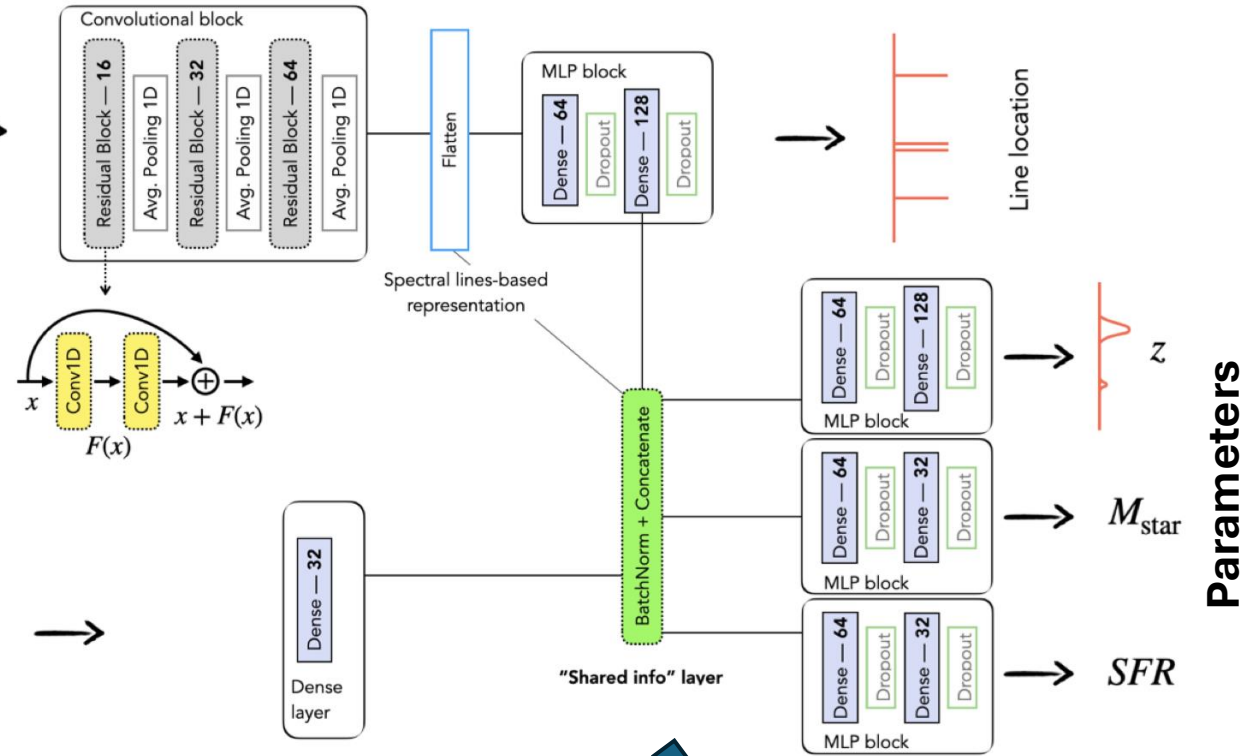 Convolutional block
Residual Block — 16
Avg. Pooling 1D
Residual Block — 32
Avg. Pooling 1D
Residual Block — 64
Avg. Pooling 1D
Flatten
MLP block
Dense — 64
Dropout
Dense — 128
Dropout
Line location
Spectral lines-based
representation
x
Conv1D
Conv1D
+
x + F(x)
F(x)
Dense — 64
Dropout
Dense — 128
Dropout
MLP block
z
Dense — 64
Dropout
Dense — 32
Dropout
MLP block
M_star
Dense — 64
Dropout
Dense — 32
Dropout
MLP block
SFR
Parameters
BatchNorm + Concatenate
"Shared info" layer
Dense — 32
Dense
layer